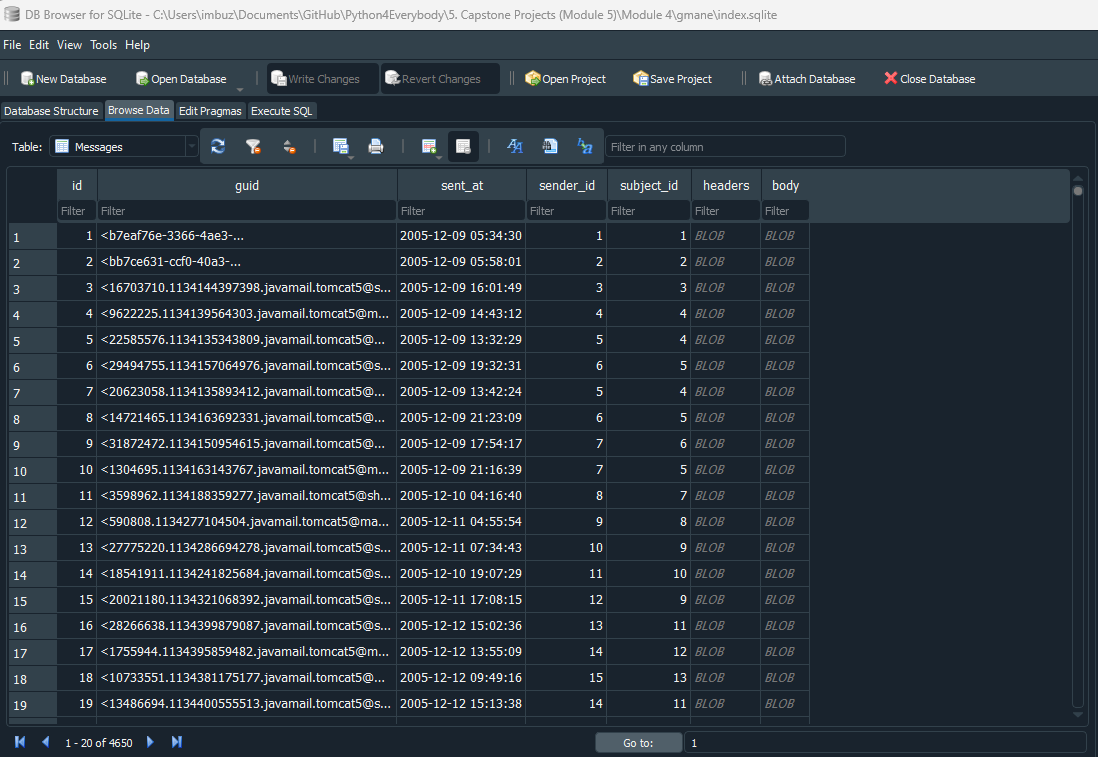 DB Browser for SQLite - C:\Users\imbuz\Documents\GitHub\Python4Everybody\5. Capstone Projects (Module 5)\Module 4\gmane\index.sqlite
File Edit View Tools Help
New Database Open Database Write Changes Revert Changes Open Project Save Project Attach Database Close Database
Database Structure Browse Data Edit Pragmas Execute SQL
Table: Messages Filter in any column
id guid sent_at sender_id subject_id headers body
Filter Filter Filter Filter Filter Filter Filter
1 1 <b7eaf76e-3366-4ae3-... 2005-12-09 05:34:30 1 1 BLOB BLOB
2 2 <bb7ce631-ccf0-40a3-... 2005-12-09 05:58:01 2 2 BLOB BLOB
3 3 <16703710.1134144397398.javamail.tomcat5@s... 2005-12-09 16:01:49 3 3 BLOB BLOB
4 4 <9622225.1134139564303.javamail.tomcat5@m... 2005-12-09 14:43:12 4 4 BLOB BLOB
5 5 <22585576.1134135343809.javamail.tomcat5@... 2005-12-09 13:32:29 5 4 BLOB BLOB
6 6 <29494755.1134157064976.javamail.tomcat5@... 2005-12-09 19:32:31 6 5 BLOB BLOB
7 7 <20623058.1134135893412.javamail.tomcat5@... 2005-12-09 13:42:24 5 4 BLOB BLOB
8 8 <14721465.1134163692331.javamail.tomcat5@... 2005-12-09 21:23:09 6 5 BLOB BLOB
9 9 <31872472.1134150954615.javamail.tomcat5@... 2005-12-09 17:54:17 7 6 BLOB BLOB
10 10 <1304695.1134163143767.javamail.tomcat5@m... 2005-12-09 21:16:39 7 5 BLOB BLOB
11 11 <3598962.1134188359277.javamail.tomcat5@sh... 2005-12-10 04:16:40 8 7 BLOB BLOB
12 12 <590808.1134277104504.javamail.tomcat5@ma... 2005-12-11 04:55:54 9 8 BLOB BLOB
13 13 <27775220.1134286694278.javamail.tomcat5@s... 2005-12-11 07:34:43 10 9 BLOB BLOB
14 14 <18541911.1134241825684.javamail.tomcat5@s... 2005-12-10 19:07:29 11 10 BLOB BLOB
15 15 <20021180.1134321068392.javamail.tomcat5@s... 2005-12-11 17:08:15 12 9 BLOB BLOB
16 16 <28266638.1134399879087.javamail.tomcat5@s... 2005-12-12 15:02:36 13 11 BLOB BLOB
17 17 <1755944.1134395859482.javamail.tomcat5@m... 2005-12-12 13:55:09 14 12 BLOB BLOB
18 18 <10733551.1134381175177.javamail.tomcat5@... 2005-12-12 09:49:16 15 13 BLOB BLOB
19 19 <13486694.1134400555513.javamail.tomcat5@... 2005-12-12 15:13:38 14 11 BLOB BLOB
1 - 20 of 4650 Go to: 1